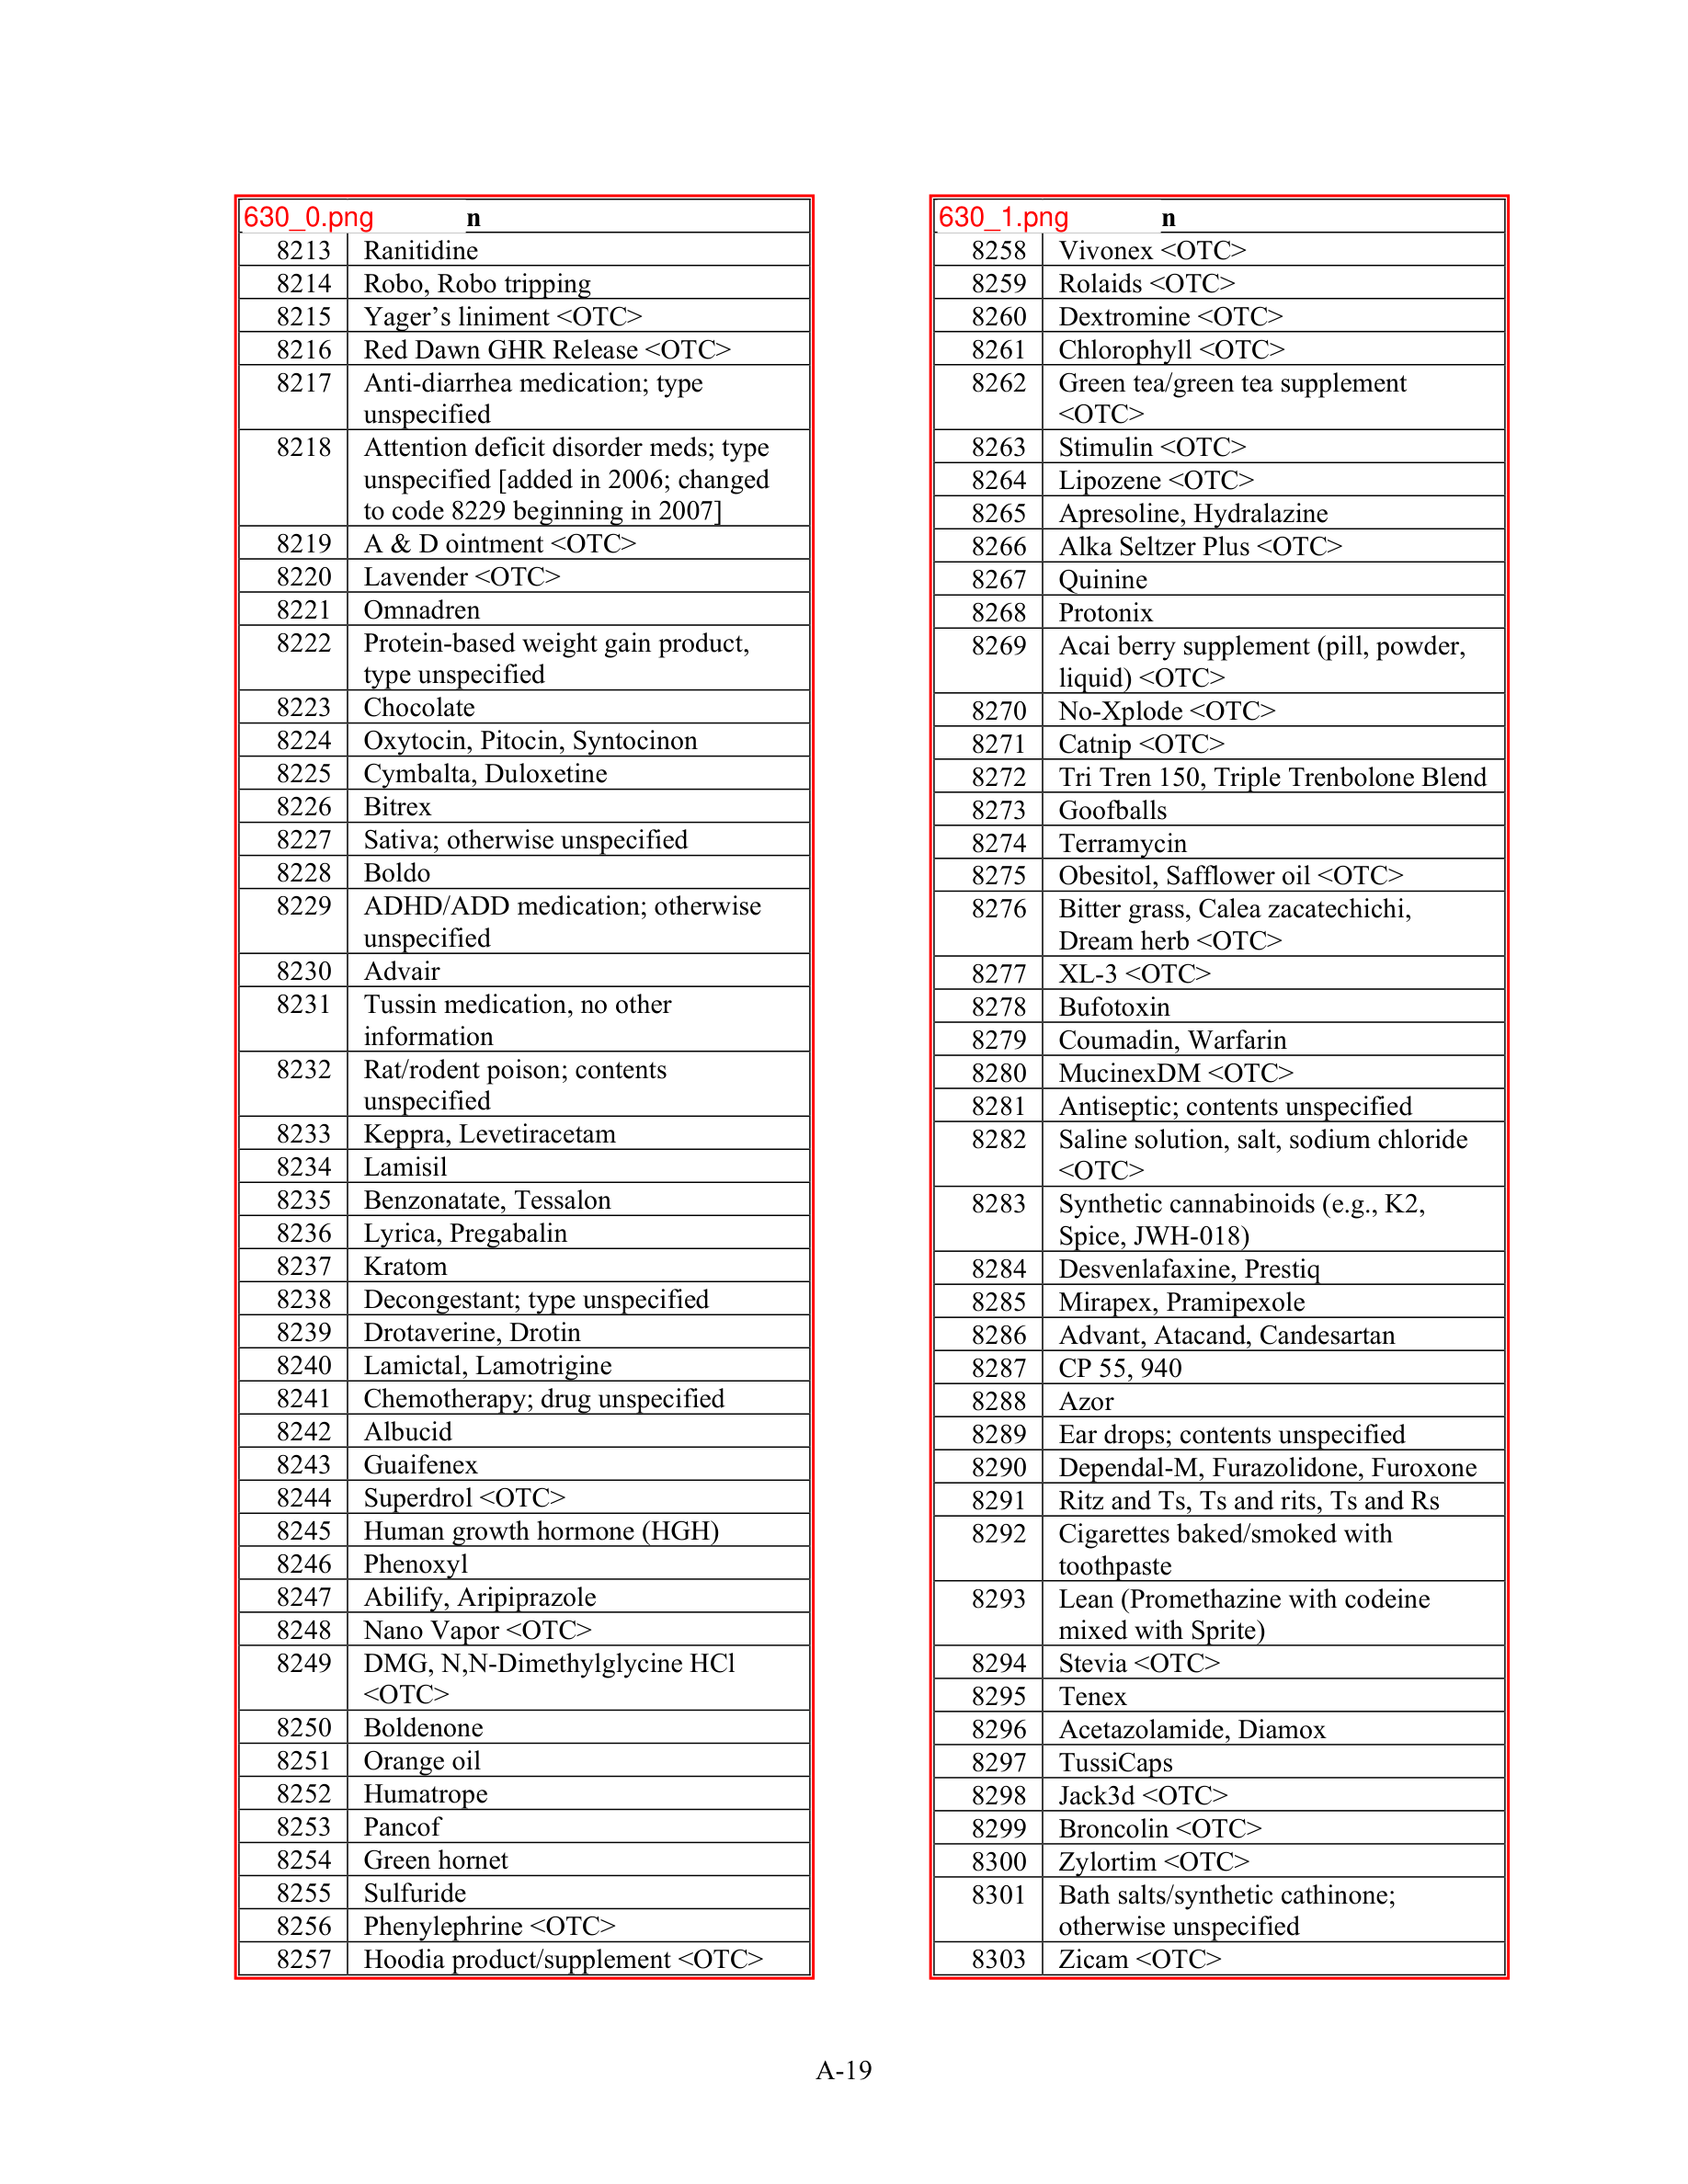 630_0.png n
8213 Ranitidine
8214 Robo, Robo tripping
8215 Yager’s liniment <OTC>
8216 Red Dawn GHR Release <OTC>
8217 Anti-diarrhea medication; type
unspecified
8218 Attention deficit disorder meds; type
unspecified [added in 2006; changed
to code 8229 beginning in 2007]
8219 A & D ointment <OTC>
8220 Lavender <OTC>
8221 Omnadren
8222 Protein-based weight gain product,
type unspecified
8223 Chocolate
8224 Oxytocin, Pitocin, Syntocinon
8225 Cymbalta, Duloxetine
8226 Bitrex
8227 Sativa; otherwise unspecified
8228 Boldo
8229 ADHD/ADD medication; otherwise
unspecified
8230 Advair
8231 Tussin medication, no other
information
8232 Rat/rodent poison; contents
unspecified
8233 Keppra, Levetiracetam
8234 Lamisil
8235 Benzonatate, Tessalon
8236 Lyrica, Pregabalin
8237 Kratom
8238 Decongestant; type unspecified
8239 Drotaverine, Drotin
8240 Lamictal, Lamotrigine
8241 Chemotherapy; drug unspecified
8242 Albucid
8243 Guaifenex
8244 Superdrol <OTC>
8245 Human growth hormone (HGH)
8246 Phenoxyl
8247 Abilify, Aripiprazole
8248 Nano Vapor <OTC>
8249 DMG, N,N-Dimethylglycine HCl
<OTC>
8250 Boldenone
8251 Orange oil
8252 Humatrope
8253 Pancof
8254 Green hornet
8255 Sulfuride
8256 Phenylephrine <OTC>
8257 Hoodia product/supplement <OTC>
630_1.png n
8258 Vivonex <OTC>
8259 Rolaids <OTC>
8260 Dextromine <OTC>
8261 Chlorophyll <OTC>
8262 Green tea/green tea supplement
<OTC>
8263 Stimulin <OTC>
8264 Lipozene <OTC>
8265 Apresoline, Hydralazine
8266 Alka Seltzer Plus <OTC>
8267 Quinine
8268 Protonix
8269 Acai berry supplement (pill, powder,
liquid) <OTC>
8270 No-Xplode <OTC>
8271 Catnip <OTC>
8272 Tri Tren 150, Triple Trenbolone Blend
8273 Goofballs
8274 Terramycin
8275 Obesitol, Safflower oil <OTC>
8276 Bitter grass, Calea zacatechichi,
Dream herb <OTC>
8277 XL-3 <OTC>
8278 Bufotoxin
8279 Coumadin, Warfarin
8280 MucinexDM <OTC>
8281 Antiseptic; contents unspecified
8282 Saline solution, salt, sodium chloride
<OTC>
8283 Synthetic cannabinoids (e.g., K2,
Spice, JWH-018)
8284 Desvenlafaxine, Prestiq
8285 Mirapex, Pramipexole
8286 Advant, Atacand, Candesartan
8287 CP 55, 940
8288 Azor
8289 Ear drops; contents unspecified
8290 Dependal-M, Furazolidone, Furoxone
8291 Ritz and Ts, Ts and rits, Ts and Rs
8292 Cigarettes baked/smoked with
toothpaste
8293 Lean (Promethazine with codeine
mixed with Sprite)
8294 Stevia <OTC>
8295 Tenex
8296 Acetazolamide, Diamox
8297 TussiCaps
8298 Jack3d <OTC>
8299 Broncolin <OTC>
8300 Zylortim <OTC>
8301 Bath salts/synthetic cathinone;
otherwise unspecified
8303 Zicam <OTC>
A-19